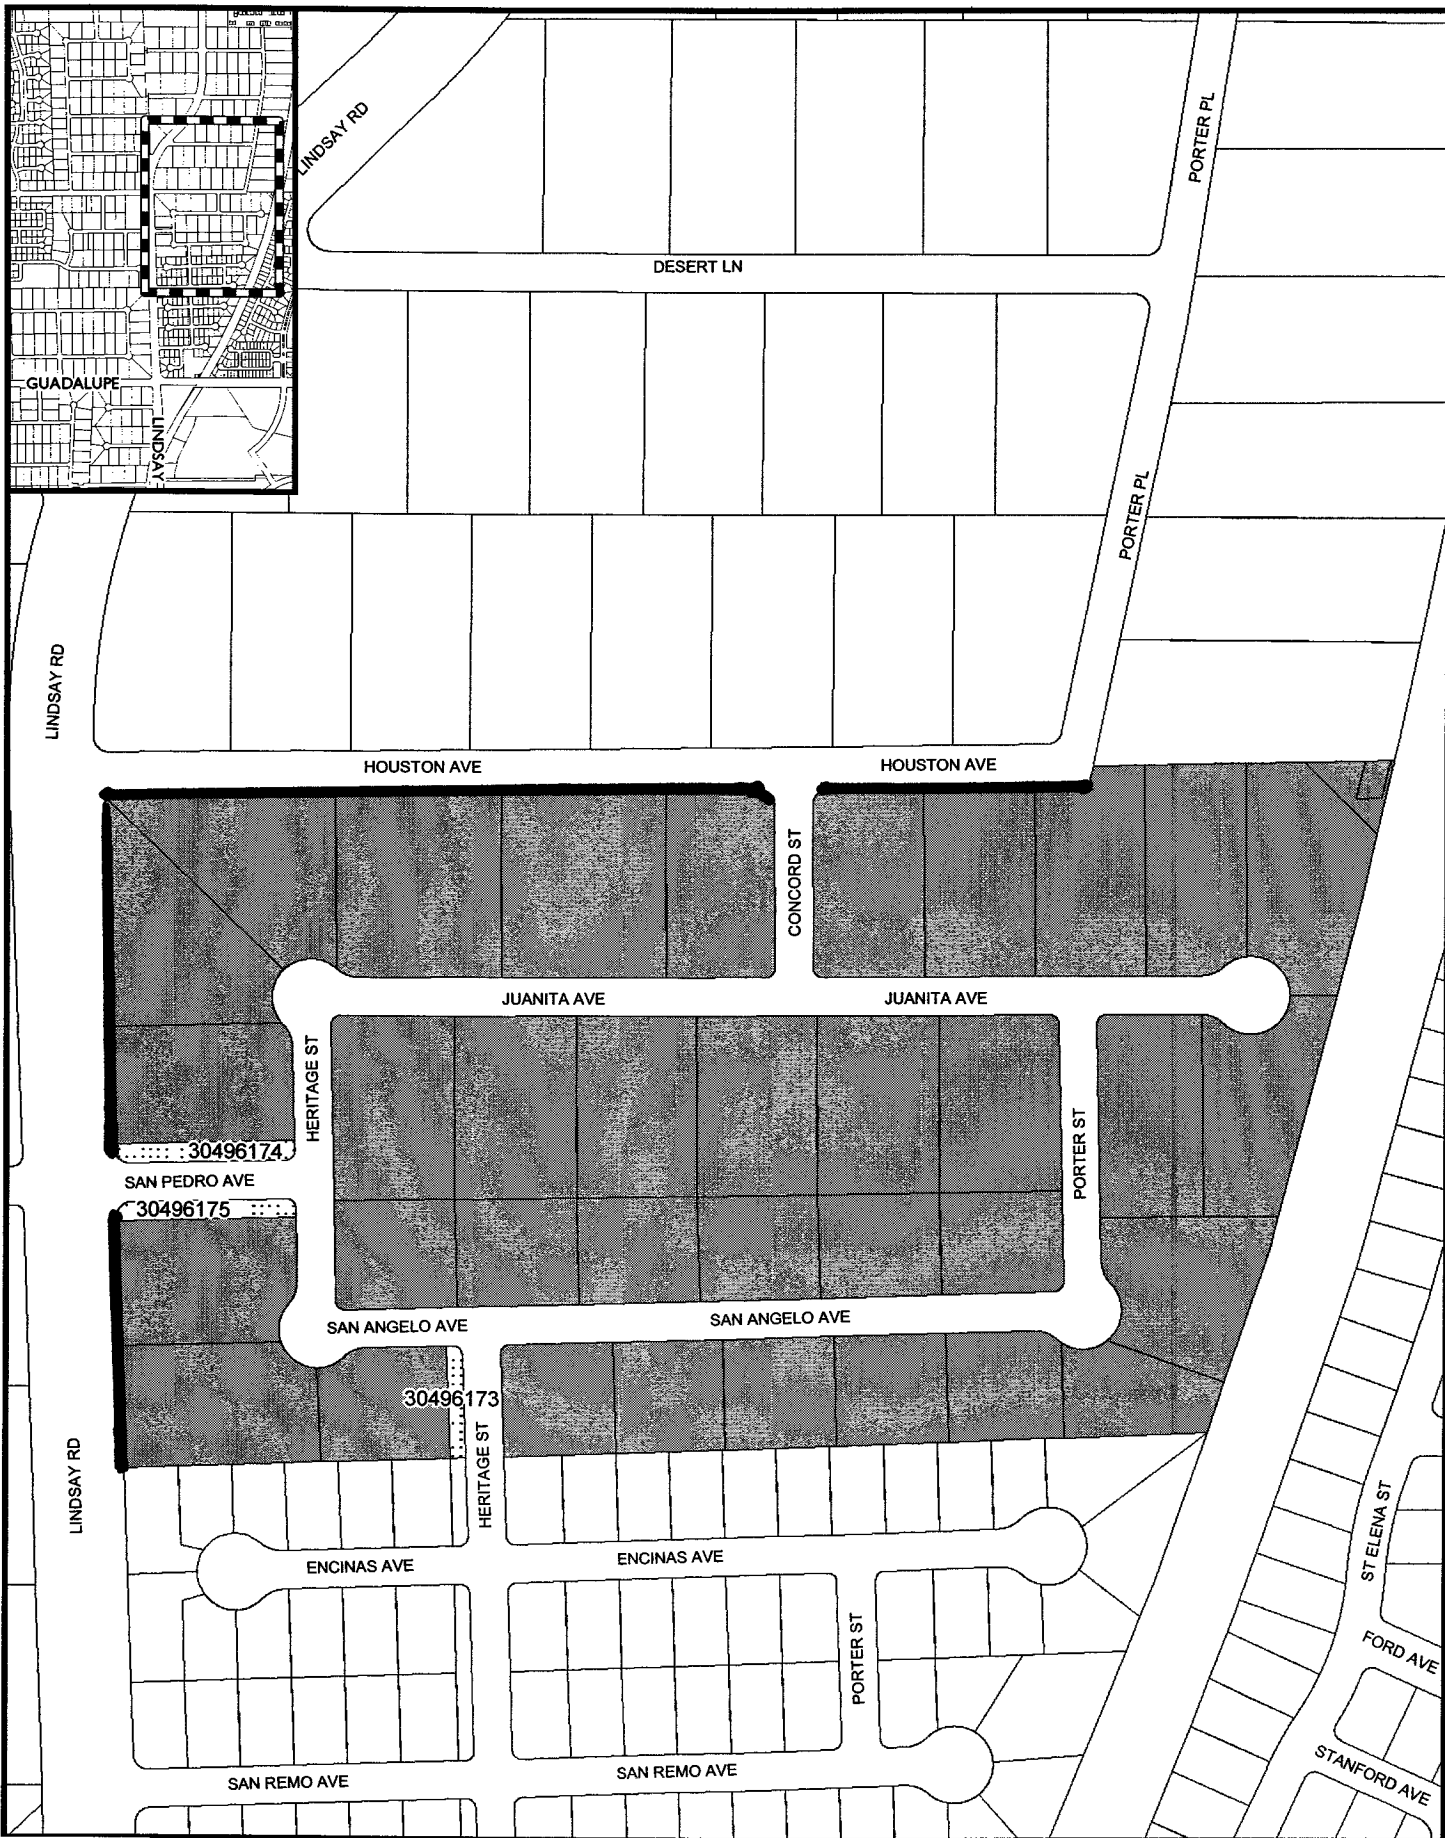 LINDSAY RD
PORTER PL
DESERT LN
GUADALUPE
LINDSAY
PORTER PL
LINDSAY RD
HOUSTON AVE
HOUSTON AVE
CONCORD ST
JUANITA AVE
JUANITA AVE
HERITAGE ST
PORTER ST
30496174
SAN PEDRO AVE
30496175
SAN ANGELO AVE
SAN ANGELO AVE
30496173
HERITAGE ST
LINDSAY RD
ST ELENA ST
ENCINAS AVE
ENCINAS AVE
PORTER ST
FORD AVE
SAN REMO AVE
SAN REMO AVE
STANFORD AVE